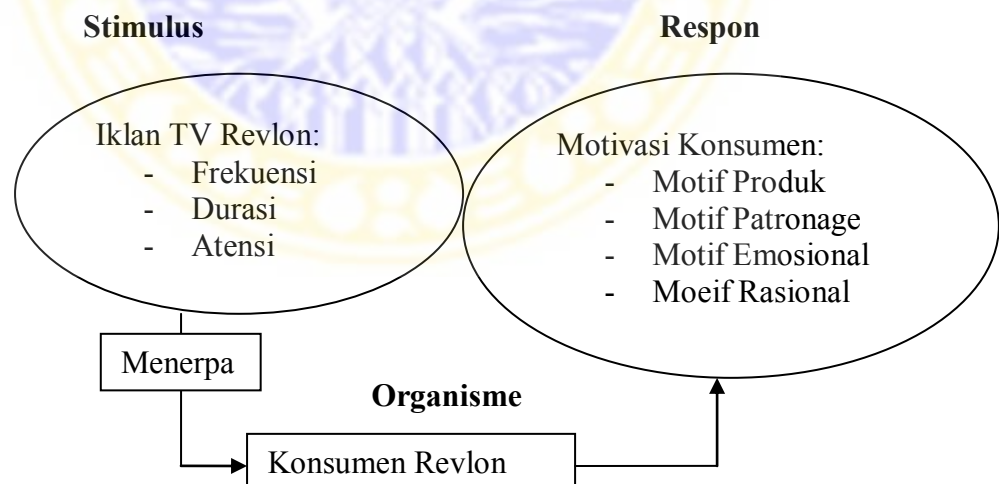 Stimulus
Respon
Iklan TV Revlon:
- Frekuensi
- Durasi
- Atensi
Motivasi Konsumen:
- Motif Produk
- Motif Patronage
- Motif Emosional
- Moeif Rasional
Menerpa
Organisme
Konsumen Revlon